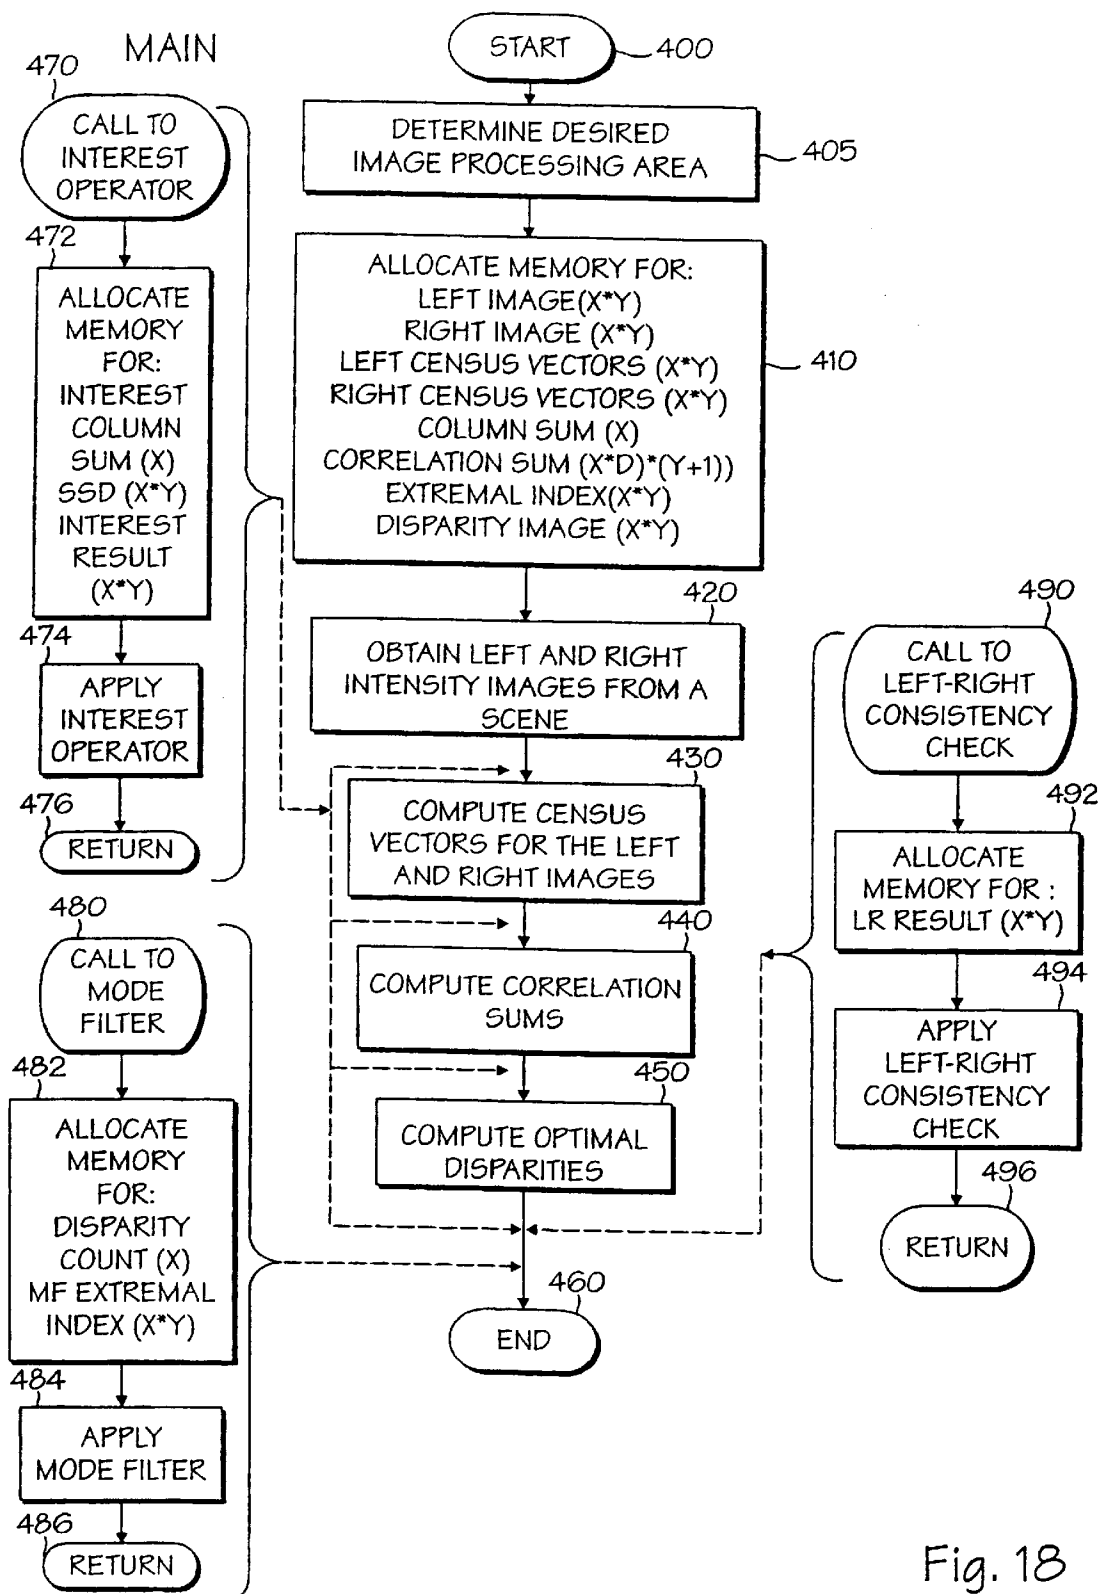 MAIN
470
CALL TO
INTEREST
OPERATOR
472
ALLOCATE
MEMORY
FOR:
INTEREST
COLUMN
SUM (X)
SSD (X*Y)
INTEREST
RESULT
(X*Y)
474
APPLY
INTEREST
OPERATOR
476
RETURN
480
CALL TO
MODE
FILTER
482
ALLOCATE
MEMORY
FOR:
DISPARITY
COUNT (X)
MF EXTREMAL
INDEX (X*Y)
484
APPLY
MODE FILTER
486
RETURN
START
400
DETERMINE DESIRED
IMAGE PROCESSING AREA
405
ALLOCATE MEMORY FOR:
LEFT IMAGE(X*Y)
RIGHT IMAGE (X*Y)
LEFT CENSUS VECTORS (X*Y)
RIGHT CENSUS VECTORS (X*Y)
COLUMN SUM (X)
CORRELATION SUM (X*D)*(Y+1))
EXTREMAL INDEX(X*Y)
DISPARITY IMAGE (X*Y)
410
420
OBTAIN LEFT AND RIGHT
INTENSITY IMAGES FROM A
SCENE
430
COMPUTE CENSUS
VECTORS FOR THE LEFT
AND RIGHT IMAGES
440
COMPUTE CORRELATION
SUMS
450
COMPUTE OPTIMAL
DISPARITIES
460
END
490
CALL TO
LEFT-RIGHT
CONSISTENCY
CHECK
492
ALLOCATE
MEMORY FOR :
LR RESULT (X*Y)
494
APPLY
LEFT-RIGHT
CONSISTENCY
CHECK
496
RETURN
Fig. 18